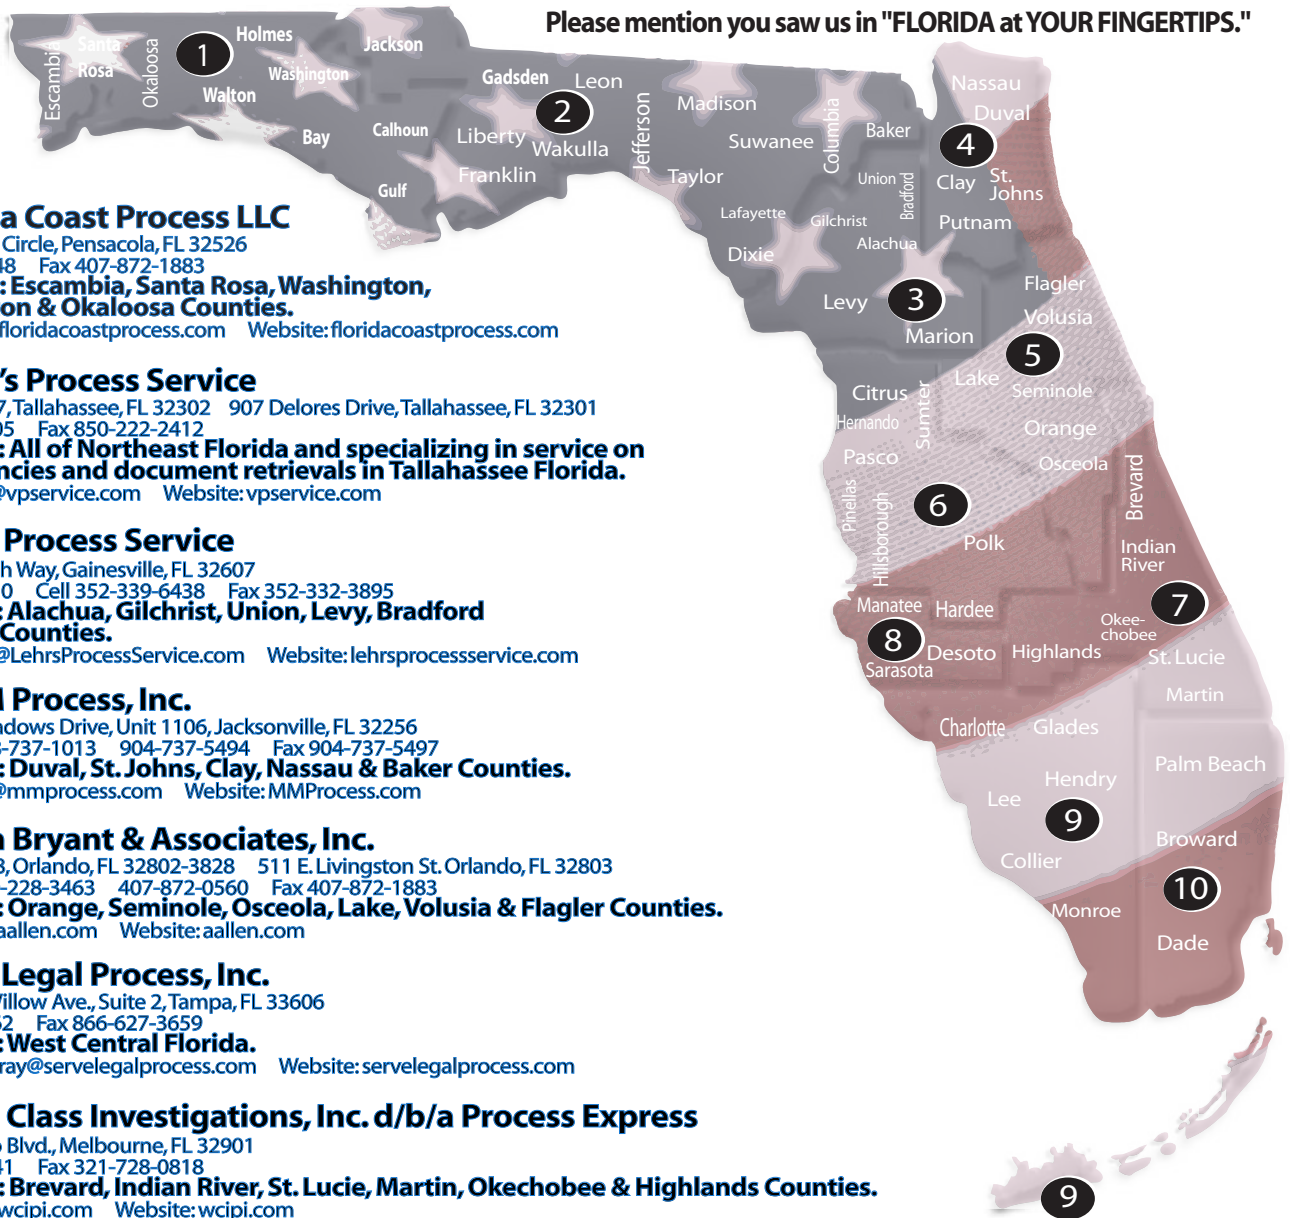 Please mention you saw us in "FLORIDA at YOUR FINGERTIPS."
Escambia
Santa
Rosa
Okaloosa
1
Holmes
Washington
Walton
Bay
Jackson
Calhoun
Gulf
Gadsden
Leon
2
Liberty
Wakulla
Franklin
Jefferson
Madison
Suwanee
Taylor
Columbia
Baker
Union
Bradford
Lafayette
Gilchrist
Dixie
Alachua
Levy
3
Marion
Nassau
Duval
4
Clay
St.
Johns
Putnam
Flagler
Volusia
5
Lake
Seminole
Citrus
Hernando
Sumter
Orange
Pasco
Osceola
Pinellas
Hillsborough
6
Polk
Brevard
Indian
River
7
Manatee
Hardee
Okee-
chobee
8
Desoto
Highlands
Sarasota
St. Lucie
Martin
Charlotte
Glades
Palm Beach
Hendry
Lee
9
Broward
Collier
10
Monroe
Dade
9
a Coast Process LLC
Circle, Pensacola, FL 32526
48 Fax 407-872-1883
: Escambia, Santa Rosa, Washington,
on & Okaloosa Counties.
floridacoastprocess.com Website: floridacoastprocess.com
's Process Service
7, Tallahassee, FL 32302 907 Delores Drive, Tallahassee, FL 32301
05 Fax 850-222-2412
: All of Northeast Florida and specializing in service on
ncies and document retrievals in Tallahassee Florida.
@vpservice.com Website: vpservice.com
Process Service
h Way, Gainesville, FL 32607
0 Cell 352-339-6438 Fax 352-332-3895
: Alachua, Gilchrist, Union, Levy, Bradford
Counties.
@LehrsProcessService.com Website: lehrsprocessservice.com
M Process, Inc.
adows Drive, Unit 1106, Jacksonville, FL 32256
-737-1013 904-737-5494 Fax 904-737-5497
: Duval, St. Johns, Clay, Nassau & Baker Counties.
@mmprocess.com Website: MMProcess.com
n Bryant & Associates, Inc.
8, Orlando, FL 32802-3828 511 E. Livingston St. Orlando, FL 32803
-228-3463 407-872-0560 Fax 407-872-1883
: Orange, Seminole, Osceola, Lake, Volusia & Flagler Counties.
aallen.com Website: aallen.com
Legal Process, Inc.
Willow Ave., Suite 2, Tampa, FL 33606
52 Fax 866-627-3659
: West Central Florida.
ray@servelegalprocess.com Website: servelegalprocess.com
Class Investigations, Inc. d/b/a Process Express
o Blvd., Melbourne, FL 32901
41 Fax 321-728-0818
: Brevard, Indian River, St. Lucie, Martin, Okechobee & Highlands Counties.
wcipi.com Website: wcipi.com